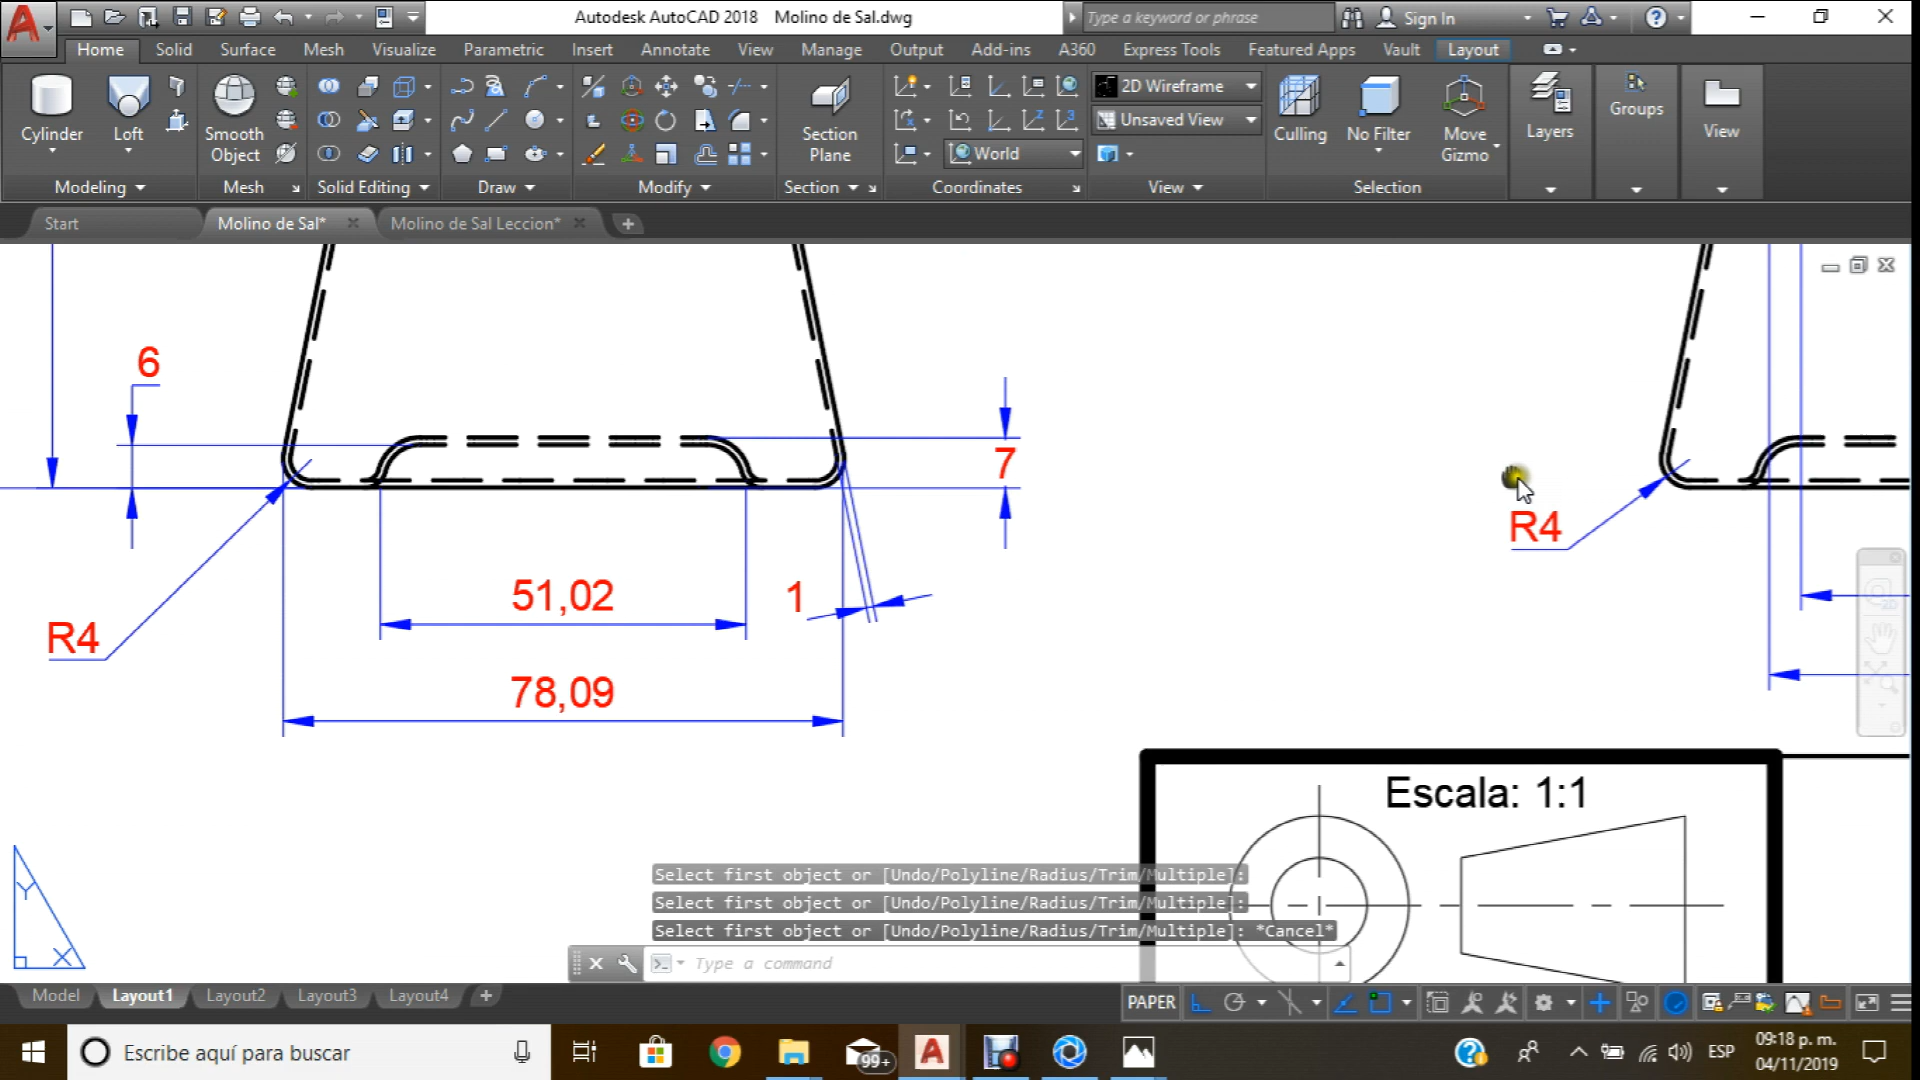 Autodesk AutoCAD 2018 Molino de Sal.dwg
Type a keyword or phrase
Sign In
Home Solid Surface Mesh Visualize Parametric Insert Annotate View Manage Output Add-ins A360 Express Tools Featured Apps Vault Layout
Cylinder
Loft
Smooth Object
Section Plane
World
2D Wireframe
Unsaved View
Culling
No Filter
Move Gizmo
Layers
Groups
View
Modeling
Mesh
Solid Editing
Draw
Modify
Section
Coordinates
View
Selection
Start
Molino de Sal*
Molino de Sal Leccion*
6
7
R4
51,02
1
R4
78,09
Escala: 1:1
Y
X
Select first object or [Undo/Polyline/Radius/Trim/Multiple]:
Select first object or [Undo/Polyline/Radius/Trim/Multiple]:
Select first object or [Undo/Polyline/Radius/Trim/Multiple]: *Cancel*
Type a command
Model Layout1 Layout2 Layout3 Layout4
PAPER
Escribe aquí para buscar
99+
ESP
09:18 p. m.
04/11/2019